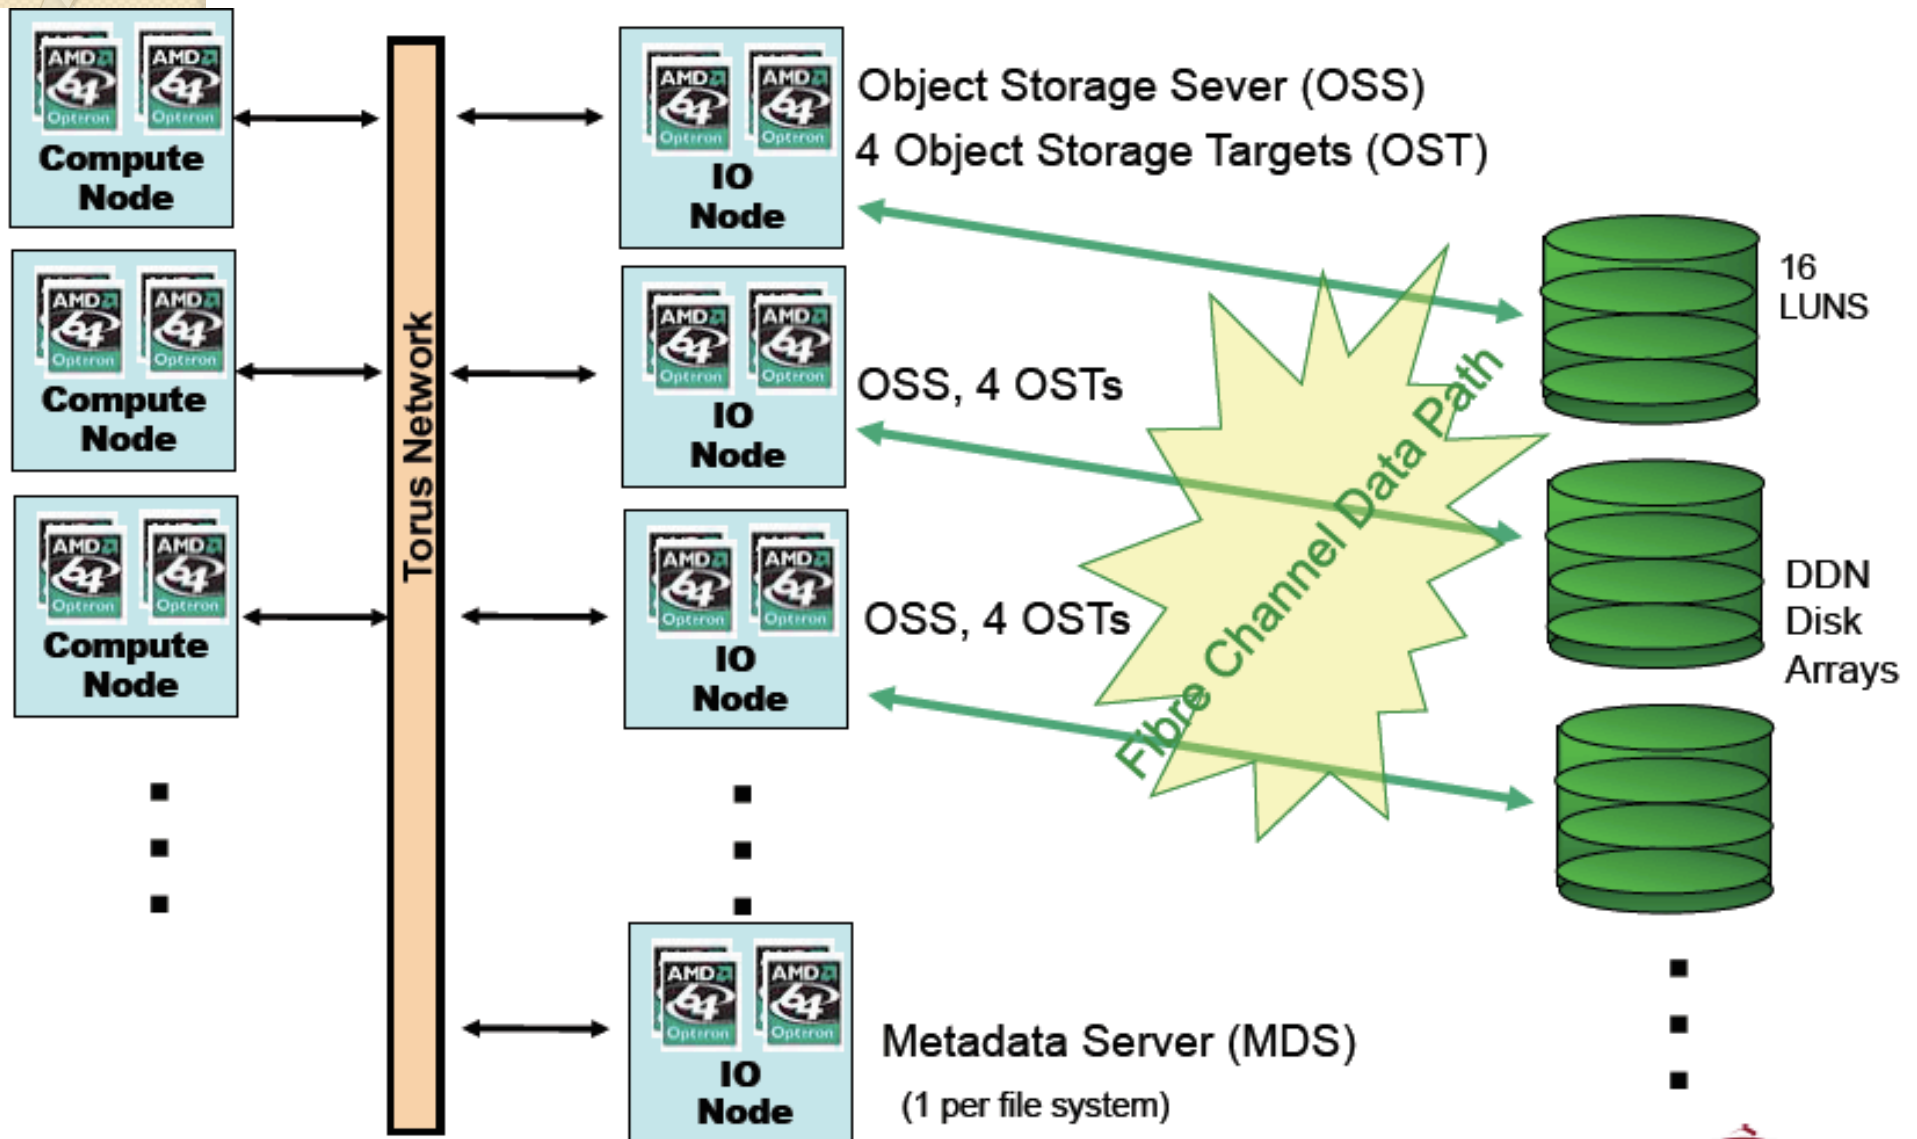 AMD
64
Opteron
AMD
64
Opteron
Compute
Node
AMD
64
Opteron
AMD
64
Opteron
Compute
Node
AMD
64
Opteron
AMD
64
Opteron
Compute
Node
Torus Network
AMD
64
Opteron
AMD
64
Opteron
IO
Node
Object Storage Sever (OSS)
4 Object Storage Targets (OST)
AMD
64
Opteron
AMD
64
Opteron
IO
Node
OSS, 4 OSTs
AMD
64
Opteron
AMD
64
Opteron
IO
Node
OSS, 4 OSTs
AMD
64
Opteron
AMD
64
Opteron
IO
Node
Metadata Server (MDS)
(1 per file system)
Fibre Channel Data Path
16
LUNS
DDN
Disk
Arrays